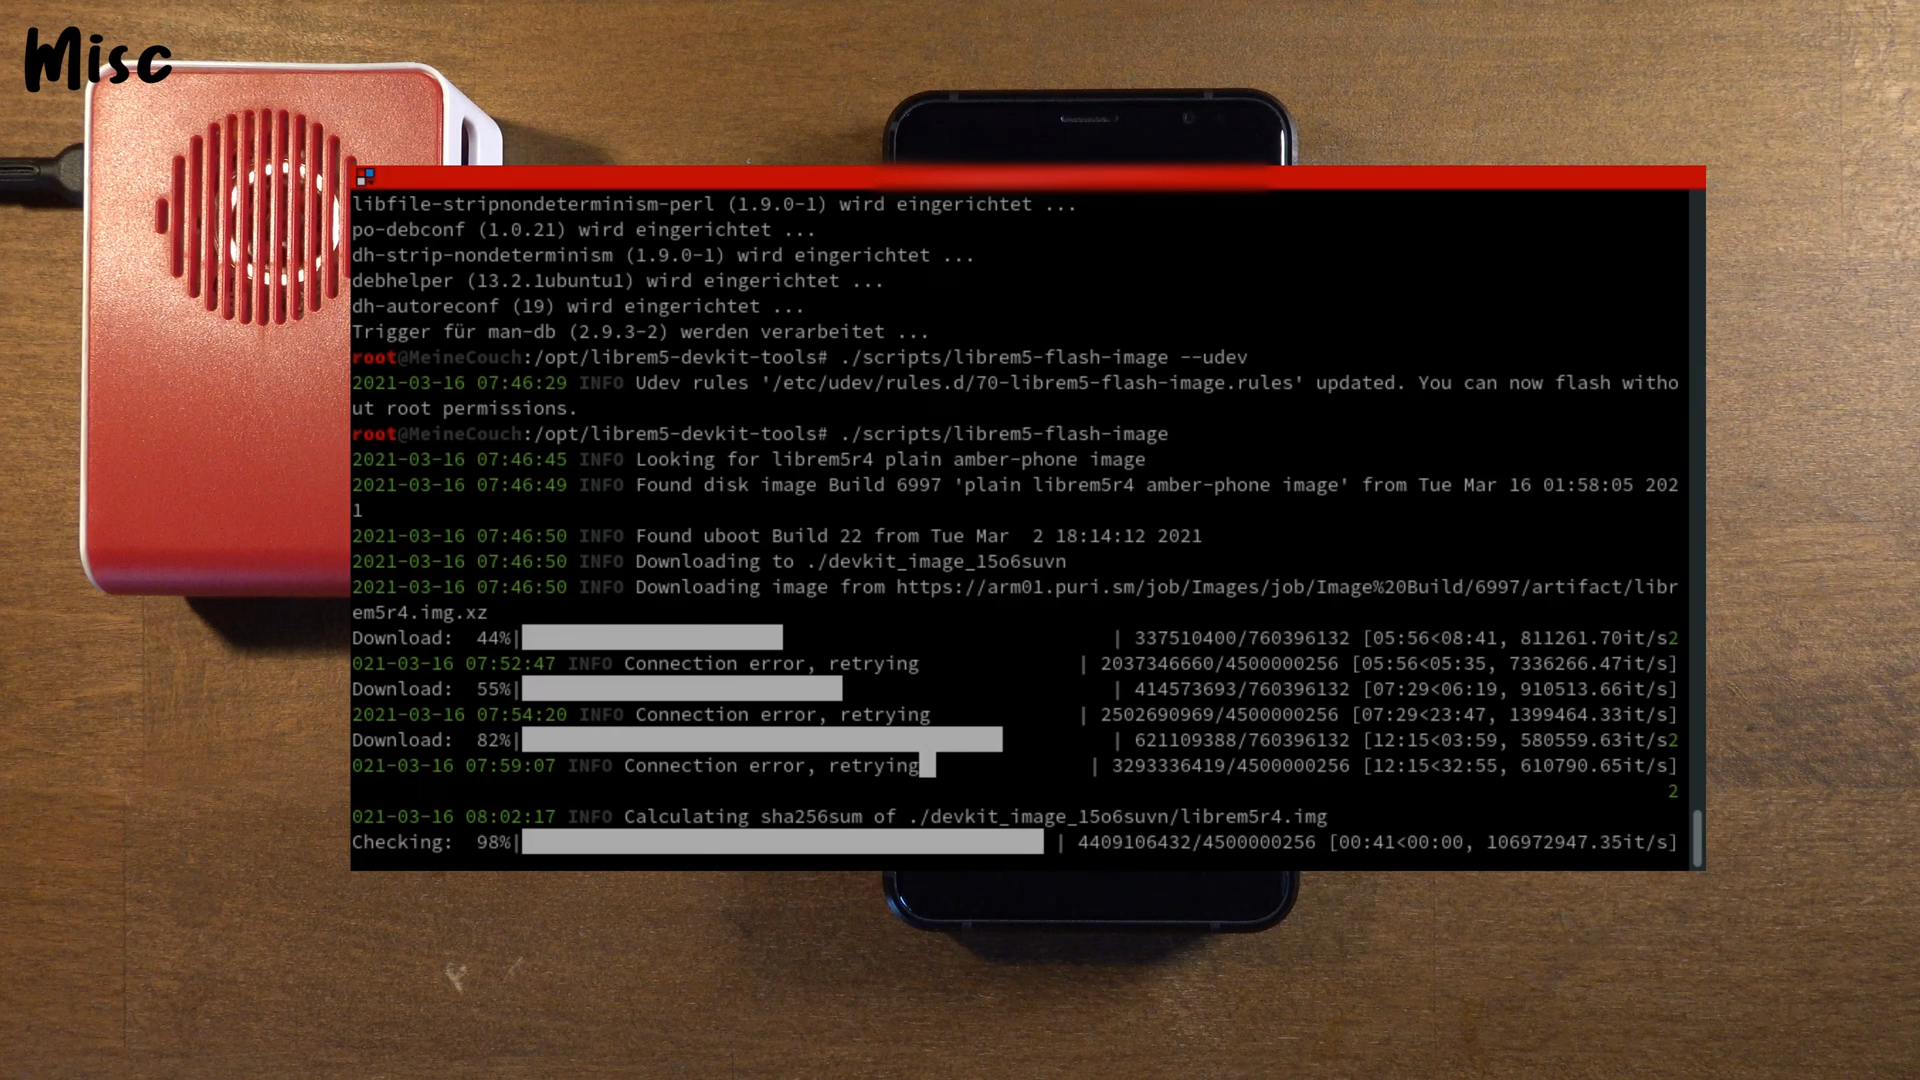 Misc
libfile-stripnondeterminism-perl (1.9.0-1) wird eingerichtet ...
po-debconf (1.0.21) wird eingerichtet ...
dh-strip-nondeterminism (1.9.0-1) wird eingerichtet ...
debhelper (13.2.1ubuntu1) wird eingerichtet ...
dh-autoreconf (19) wird eingerichtet ...
Trigger für man-db (2.9.3-2) werden verarbeitet ...
root@MeineCouch:/opt/librem5-devkit-tools# ./scripts/librem5-flash-image --udev
2021-03-16 07:46:29 INFO Udev rules '/etc/udev/rules.d/70-librem5-flash-image.rules' updated. You can now flash witho
ut root permissions.
root@MeineCouch:/opt/librem5-devkit-tools# ./scripts/librem5-flash-image
2021-03-16 07:46:45 INFO Looking for librem5r4 plain amber-phone image
2021-03-16 07:46:49 INFO Found disk image Build 6997 'plain librem5r4 amber-phone image' from Tue Mar 16 01:58:05 202
1
2021-03-16 07:46:50 INFO Found uboot Build 22 from Tue Mar  2 18:14:12 2021
2021-03-16 07:46:50 INFO Downloading to ./devkit_image_15o6suvn
2021-03-16 07:46:50 INFO Downloading image from https://arm01.puri.sm/job/Images/job/Image%20Build/6997/artifact/libr
em5r4.img.xz
Download:  44%| | 337510400/760396132 [05:56<08:41, 811261.70it/s2
021-03-16 07:52:47 INFO Connection error, retrying | 2037346660/4500000256 [05:56<05:35, 7336266.47it/s]
Download:  55%| | 414573693/760396132 [07:29<06:19, 910513.66it/s]
2021-03-16 07:54:20 INFO Connection error, retrying | 2502690969/4500000256 [07:29<23:47, 1399464.33it/s]
Download:  82%| | 621109388/760396132 [12:15<03:59, 580559.63it/s2
021-03-16 07:59:07 INFO Connection error, retrying | 3293336419/4500000256 [12:15<32:55, 610790.65it/s]
2
021-03-16 08:02:17 INFO Calculating sha256sum of ./devkit_image_15o6suvn/librem5r4.img
Checking:  98%| | 4409106432/4500000256 [00:41<00:00, 106972947.35it/s]